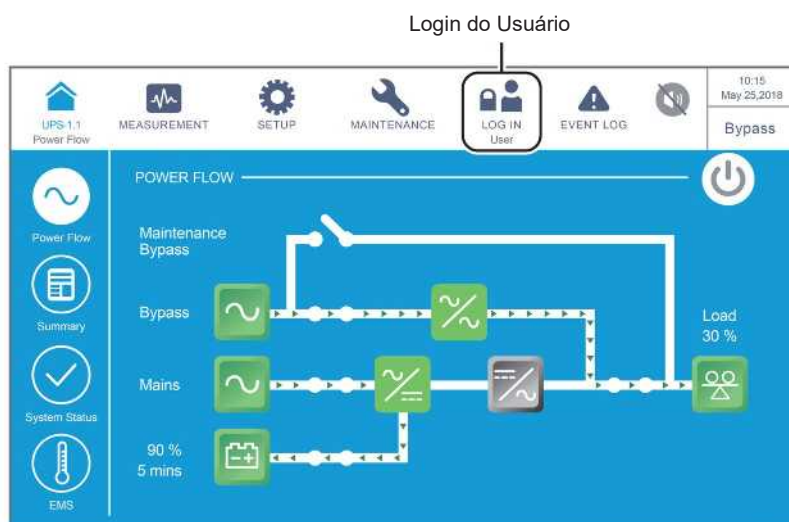 Login do Usuário
UPS-1.1
Power Flow
MEASUREMENT
SETUP
MAINTENANCE
LOG IN
User
EVENT LOG
10:15
May 25,2018
Bypass
POWER FLOW
Power Flow
Summary
System Status
EMS
Maintenance
Bypass
Bypass
Mains
90 %
5 mins
Load
30 %